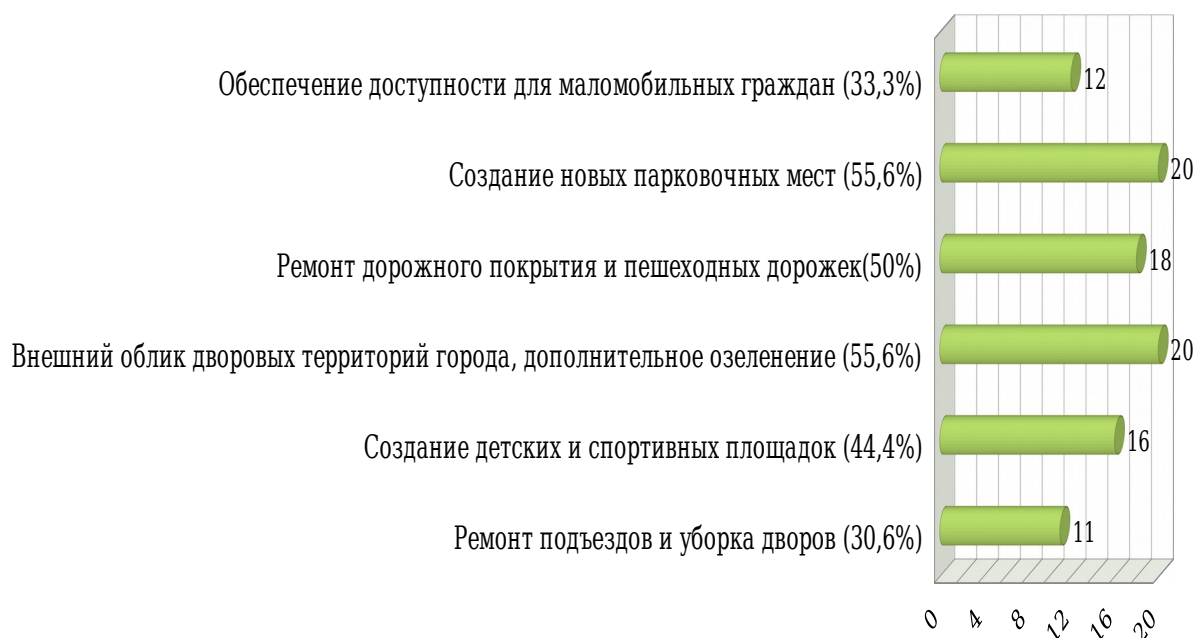 Обеспечение доступности для маломобильных граждан (33,3%)
12
Создание новых парковочных мест (55,6%)
20
Ремонт дорожного покрытия и пешеходных дорожек(50%)
18
Внешний облик дворовых территорий города, дополнительное озеленение (55,6%)
20
Создание детских и спортивных площадок (44,4%)
16
Ремонт подъездов и уборка дворов (30,6%)
11
0 4 8 12 16 20